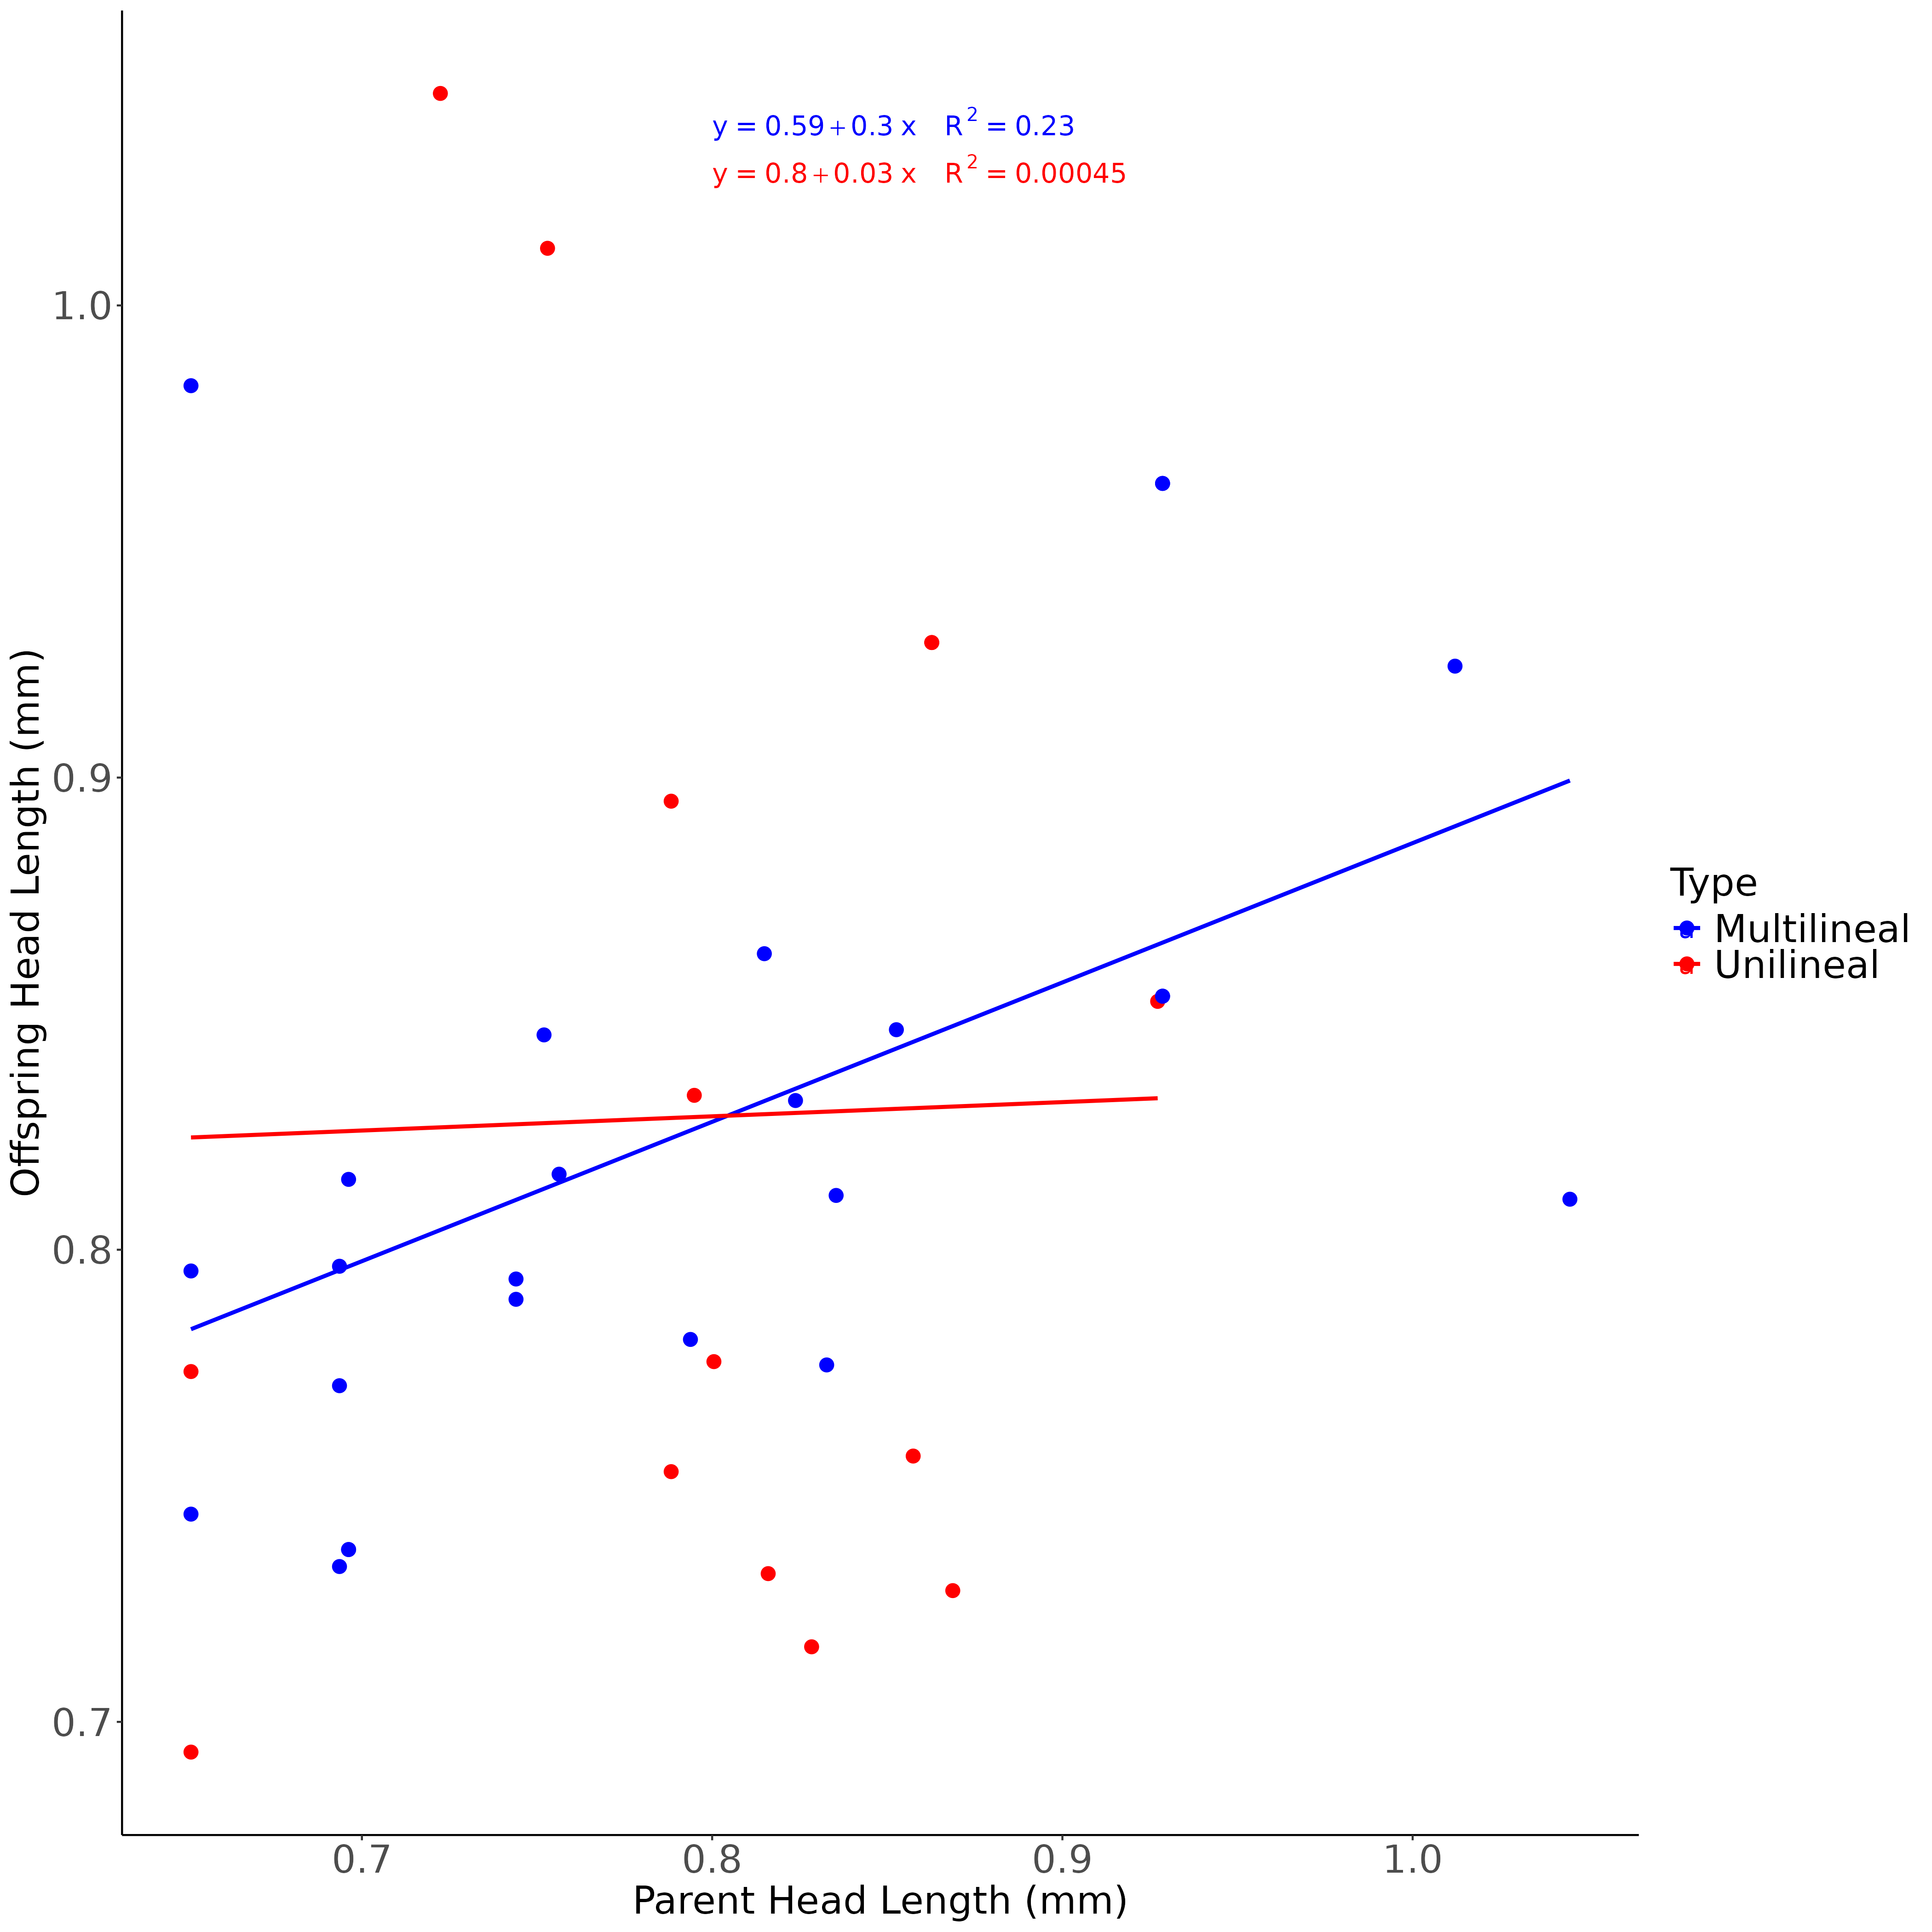 y = 0.59 + 0.3 x R² = 0.23
y = 0.8 + 0.03 x R² = 0.00045
Offspring Head Length (mm)
1.0
0.9
0.8
0.7
0.7 0.8 0.9 1.0
Parent Head Length (mm)
Type
Multilineal
Unilineal